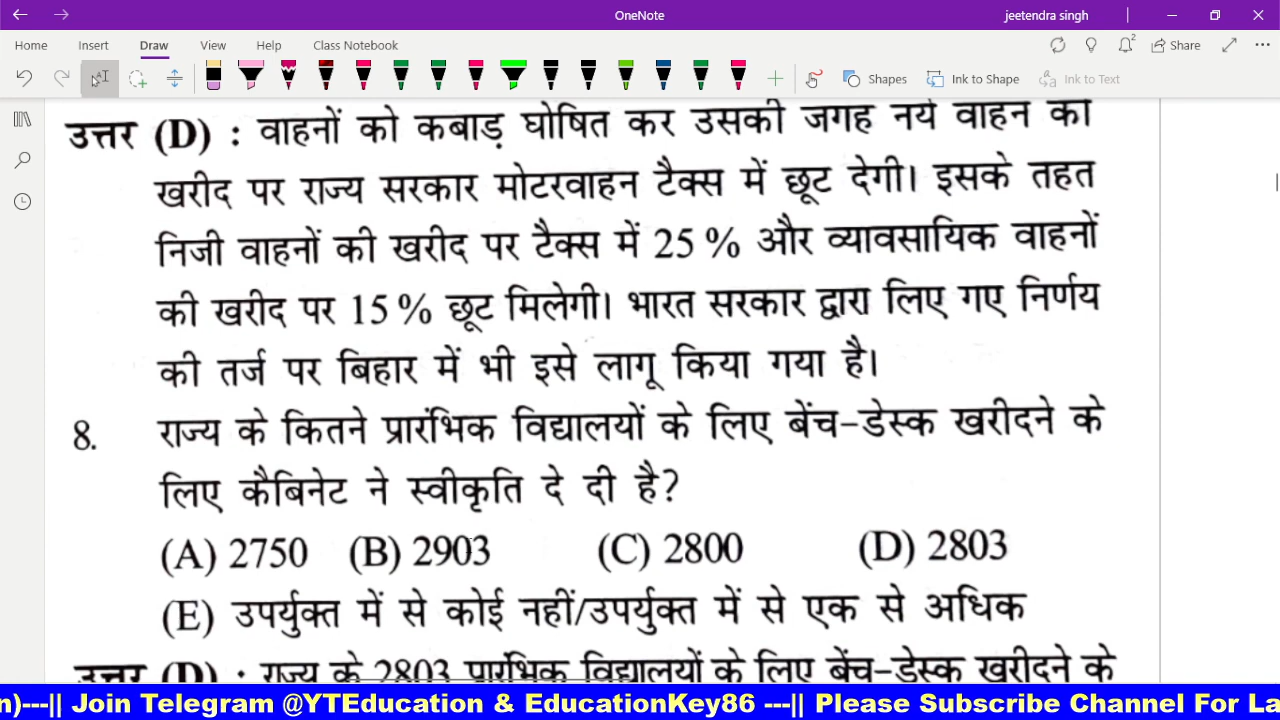 OneNote
jeetendra singh
Home Insert Draw View Help Class Notebook
Share
Shapes Ink to Shape Ink to Text
उत्तर (D) : वाहनों को कबाड़ घोषित कर उसकी जगह नये वाहन की
खरीद पर राज्य सरकार मोटरवाहन टैक्स में छूट देगी। इसके तहत
निजी वाहनों की खरीद पर टैक्स में 25 % और व्यावसायिक वाहनों
की खरीद पर 15 % छूट मिलेगी। भारत सरकार द्वारा लिए गए निर्णय
की तर्ज पर बिहार में भी इसे लागू किया गया है।
8. राज्य के कितने प्रारंभिक विद्यालयों के लिए बेंच-डेस्क खरीदने के
लिए कैबिनेट ने स्वीकृति दे दी है?
(A) 2750 (B) 2903 (C) 2800 (D) 2803
(E) उपर्युक्त में से कोई नहीं/उपर्युक्त में से एक से अधिक
उत्तर (D) : राज्य के 2803 प्रारंभिक विद्यालयों के लिए बेंच-डेस्क खरीदने के
n)---|| Join Telegram @YTEducation & EducationKey86 ---|| Please Subscribe Channel For La